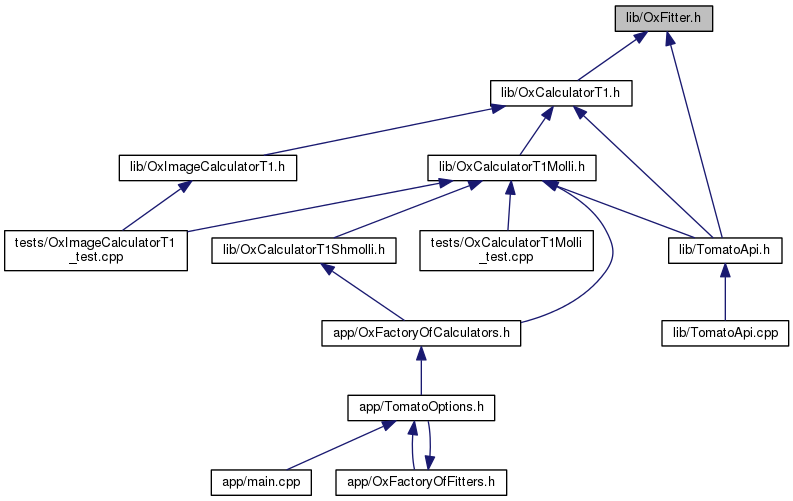 lib/OxFitter.h
lib/OxCalculatorT1.h
lib/OxImageCalculatorT1.h
lib/OxCalculatorT1Molli.h
tests/OxImageCalculatorT1
_test.cpp
lib/OxCalculatorT1Shmolli.h
tests/OxCalculatorT1Molli
_test.cpp
lib/TomatoApi.h
app/OxFactoryOfCalculators.h
lib/TomatoApi.cpp
app/TomatoOptions.h
app/main.cpp
app/OxFactoryOfFitters.h